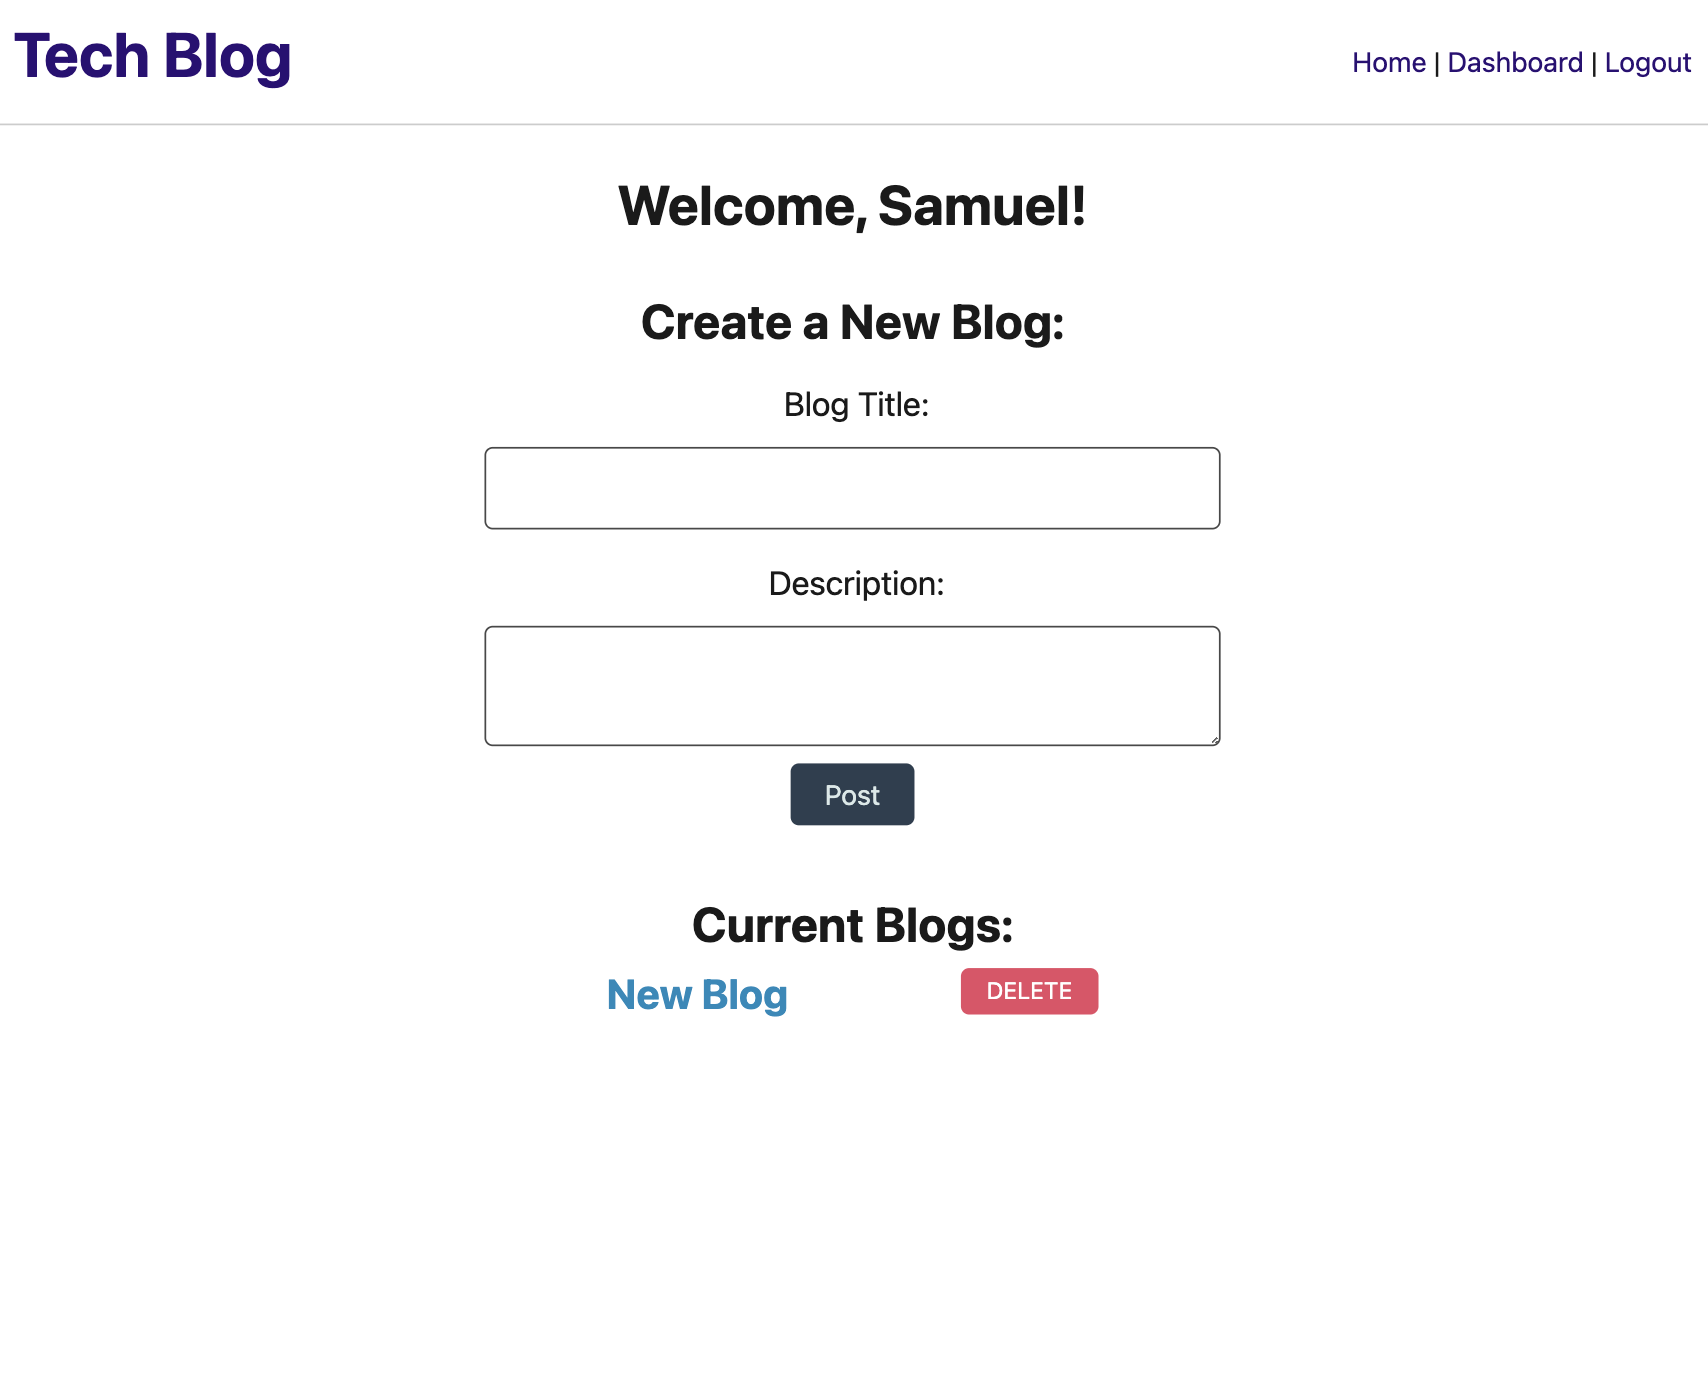 Tech Blog
Home | Dashboard | Logout
Welcome, Samuel!
Create a New Blog:
Blog Title:
Description:
Post
Current Blogs:
New Blog DELETE